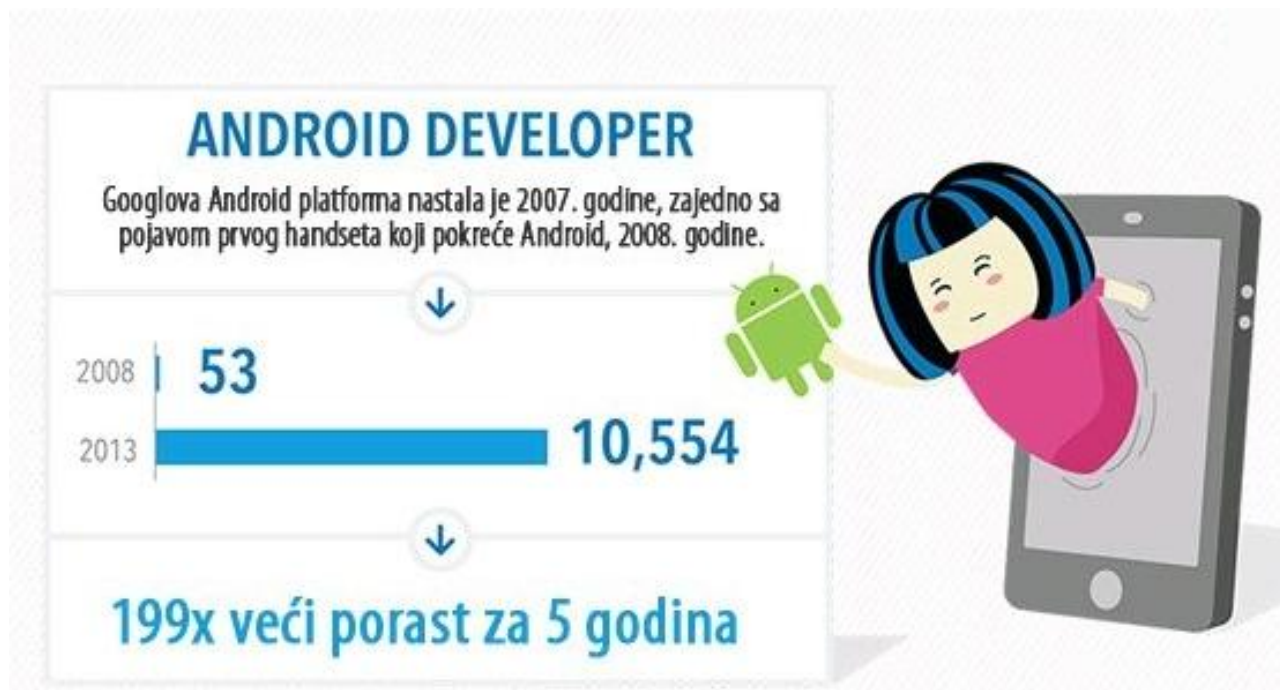 ANDROID DEVELOPER
Googlova Android platforma nastala je 2007. godine, zajedno sa
pojavom prvog handseta koji pokreće Android, 2008. godine.
2008 53
2013 10,554
199x veći porast za 5 godina